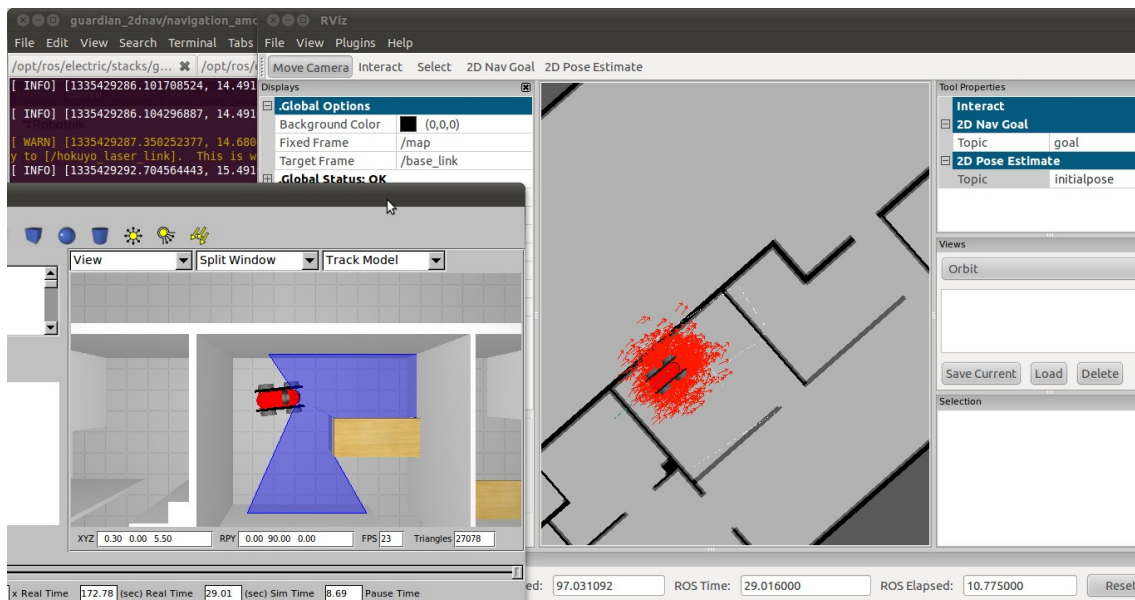 guardian_2dnav/navigation_amc
RViz
File Edit View Search Terminal Tabs
File View Plugins Help
/opt/ros/electric/stacks/g... ✖ /opt/ros/
Move Camera Interact Select 2D Nav Goal 2D Pose Estimate
[ INFO] [1335429286.101708524, 14.491
[ INFO] [1335429286.104296887, 14.491
[ WARN] [1335429287.350252377, 14.680
y to [/hokuyo_laser_link]. This is w
[ INFO] [1335429292.704564443, 15.491
Displays
.Global Options
Background Color (0,0,0)
Fixed Frame /map
Target Frame /base_link
.Global Status: OK
Tool Properties
Interact
2D Nav Goal
Topic goal
2D Pose Estimate
Topic initialpose
Views
Orbit
Save Current Load Delete
Selection
View Split Window Track Model
XYZ 0.30 0.00 5.50 RPY 0.00 90.00 0.00 FPS 23 Triangles 27078
x Real Time 172.78 (sec) Real Time 29.01 (sec) Sim Time 8.69 Pause Time
ed: 97.031092 ROS Time: 29.016000 ROS Elapsed: 10.775000 Reset